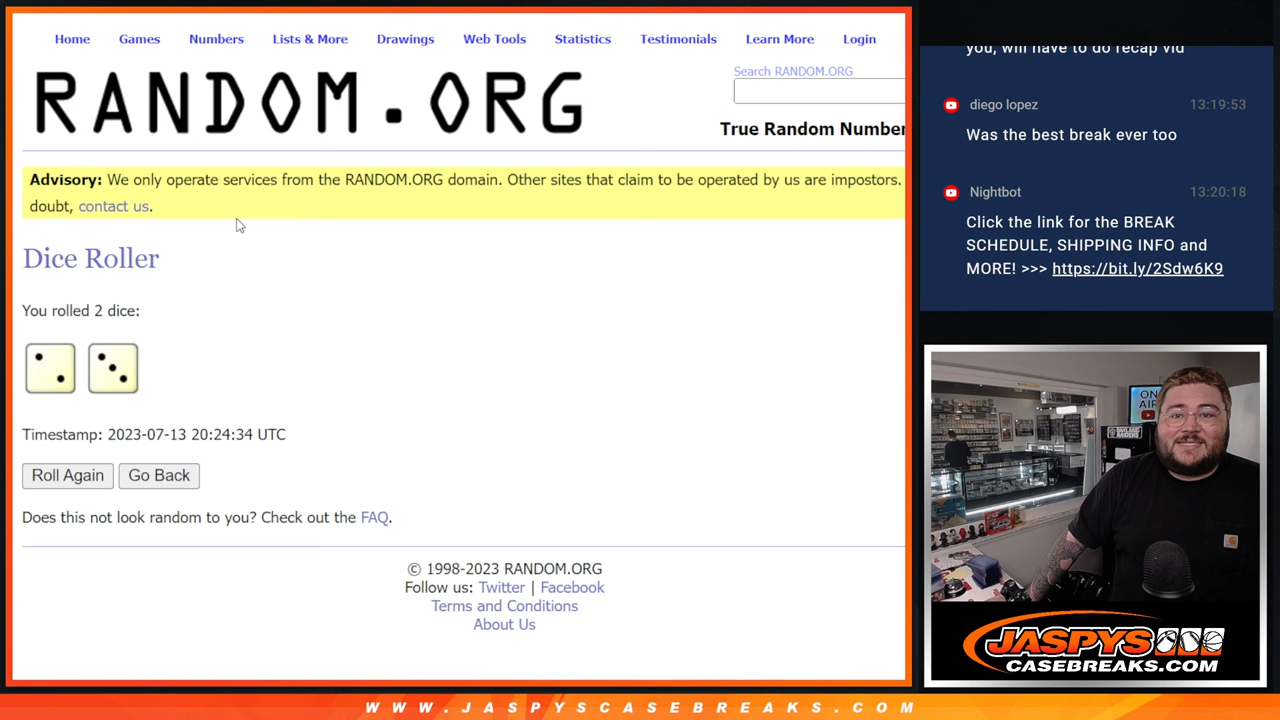 Home Games Numbers Lists & More Drawings Web Tools Statistics Testimonials Learn More Login
RANDOM.ORG
Search RANDOM.ORG
True Random Number
Advisory: We only operate services from the RANDOM.ORG domain. Other sites that claim to be operated by us are impostors.
doubt, contact us.
Dice Roller
You rolled 2 dice:
Timestamp: 2023-07-13 20:24:34 UTC
Roll Again Go Back
Does this not look random to you? Check out the FAQ.
© 1998-2023 RANDOM.ORG
Follow us: Twitter | Facebook
Terms and Conditions
About Us
you, will have to do recap vid
diego lopez 13:19:53
Was the best break ever too
Nightbot 13:20:18
Click the link for the BREAK
SCHEDULE, SHIPPING INFO and
MORE! >>> https://bit.ly/2Sdw6K9
ON
AIR
JASPYS
CASEBREAKS.COM
WWW.JASPYSCASEBREAKS.COM